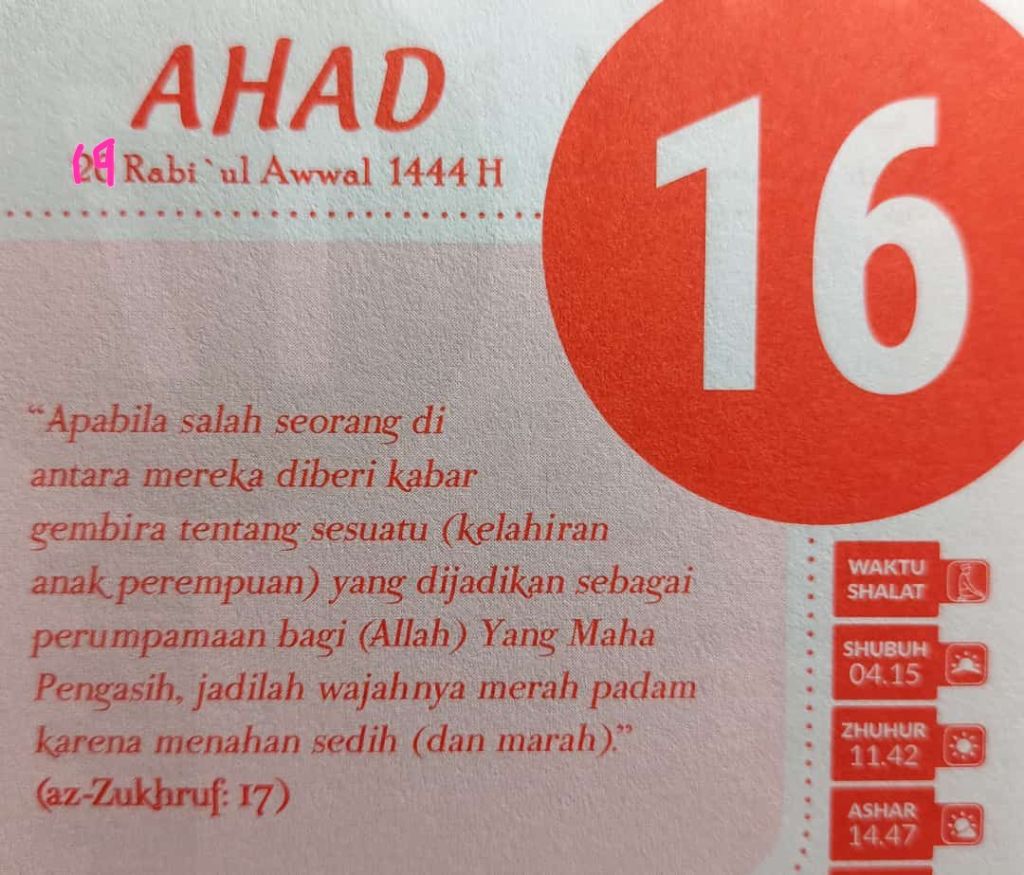 AHAD
Rabi`ul Awwal 1444 H
16
"Apabila salah seorang di
antara mereka diberi kabar
gembira tentang sesuatu (kelahiran
anak perempuan) yang dijadikan sebagai
perumpamaan bagi (Allah) Yang Maha
Pengasih, jadilah wajahnya merah padam
karena menahan sedih (dan marah)."
(az-Zukhruf: 17)
WAKTU
SHALAT
SHUBUH
04.15
ZHUHUR
11.42
ASHAR
14.47